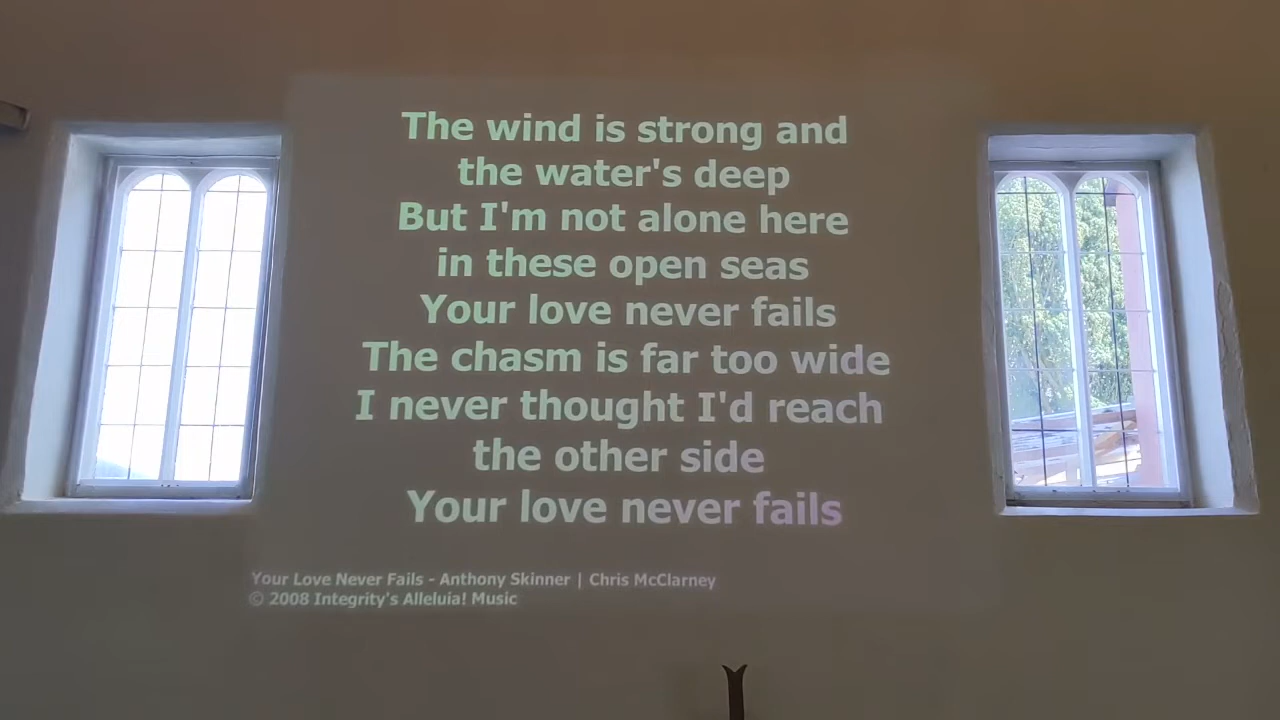 The wind is strong and
the water's deep
But I'm not alone here
in these open seas
Your love never fails
The chasm is far too wide
I never thought I'd reach
the other side
Your love never fails
Your Love Never Fails - Anthony Skinner | Chris McClarney
© 2008 Integrity's Alleluia! Music